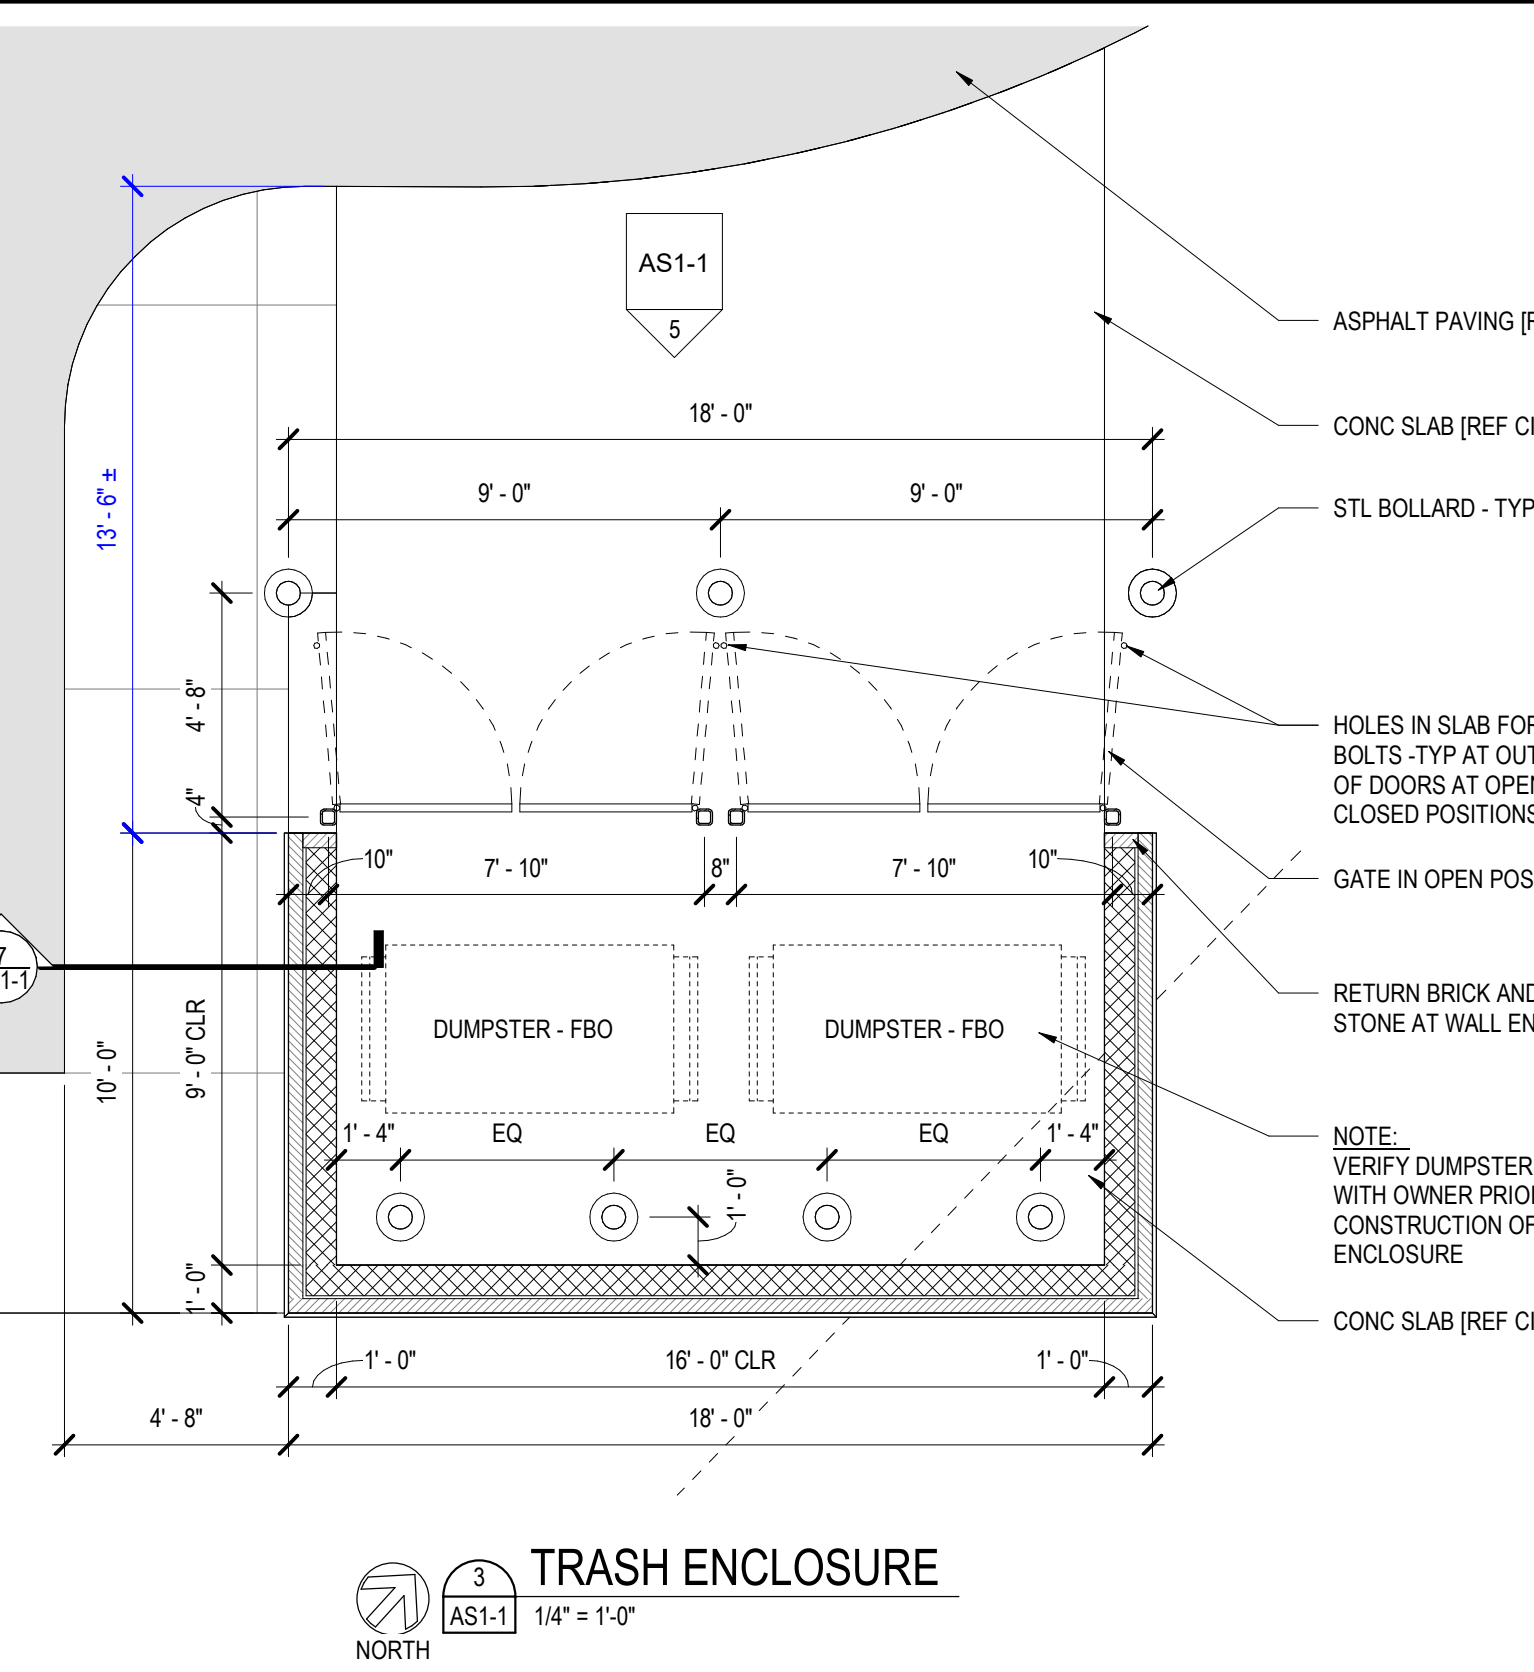 AS1-1
5
ASPHALT PAVING [R
CONC SLAB [REF CI
STL BOLLARD - TYP
18' - 0"
9' - 0"
9' - 0"
13' - 6" ±
4' - 8"
4"
HOLES IN SLAB FOR
BOLTS -TYP AT OUT
OF DOORS AT OPEN
CLOSED POSITIONS
10"
7' - 10"
8"
7' - 10"
10"
GATE IN OPEN POS
7
1-1
10' - 0"
9' - 0" CLR
DUMPSTER - FBO
DUMPSTER - FBO
RETURN BRICK AND
STONE AT WALL EN
1' - 4"
EQ
EQ
EQ
1' - 4"
1' - 0"
NOTE:
VERIFY DUMPSTER
WITH OWNER PRIOR
CONSTRUCTION OF
ENCLOSURE
1' - 0"
CONC SLAB [REF CI
1' - 0"
16' - 0" CLR
1' - 0"
4' - 8"
18' - 0"
3
AS1-1
TRASH ENCLOSURE
1/4" = 1'-0"
NORTH